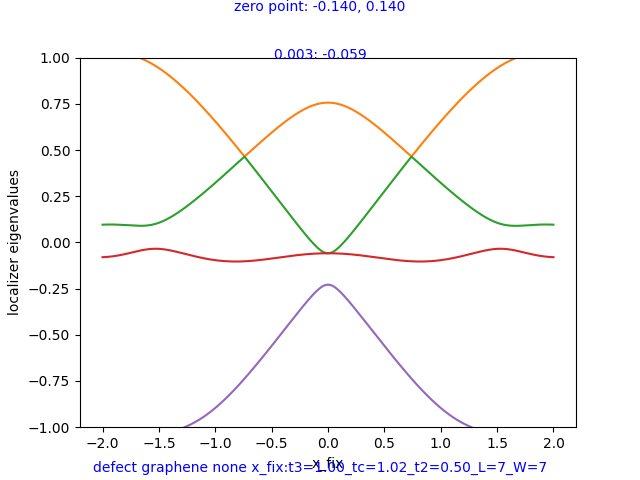 zero point: -0.140, 0.140
0.003: -0.059
1.00
0.75
0.50
0.25
0.00
−0.25
−0.50
−0.75
−1.00
localizer eigenvalues
−2.0 −1.5 −1.0 −0.5 0.0 0.5 1.0 1.5 2.0
x_fix
defect graphene none x_fix:t3=1.00_tc=1.02_t2=0.50_L=7_W=7